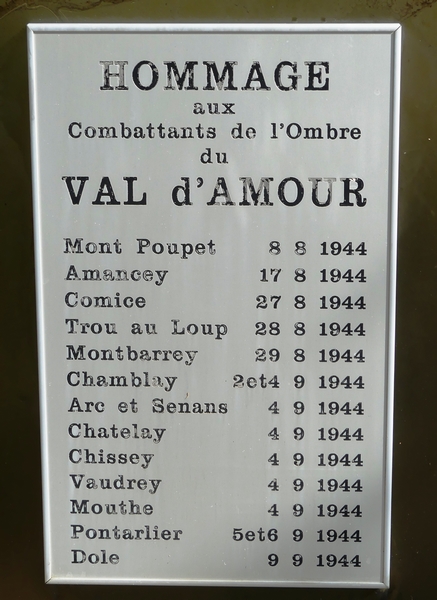 HOMMAGE
aux
Combattants de l'Ombre
du
VAL d'AMOUR
Mont Poupet 8 8 1944
Amancey 17 8 1944
Comice 27 8 1944
Trou au Loup 28 8 1944
Montbarrey 29 8 1944
Chamblay 2et4 9 1944
Arc et Senans 4 9 1944
Chatelay 4 9 1944
Chissey 4 9 1944
Vaudrey 4 9 1944
Mouthe 4 9 1944
Pontarlier 5et6 9 1944
Dole 9 9 1944